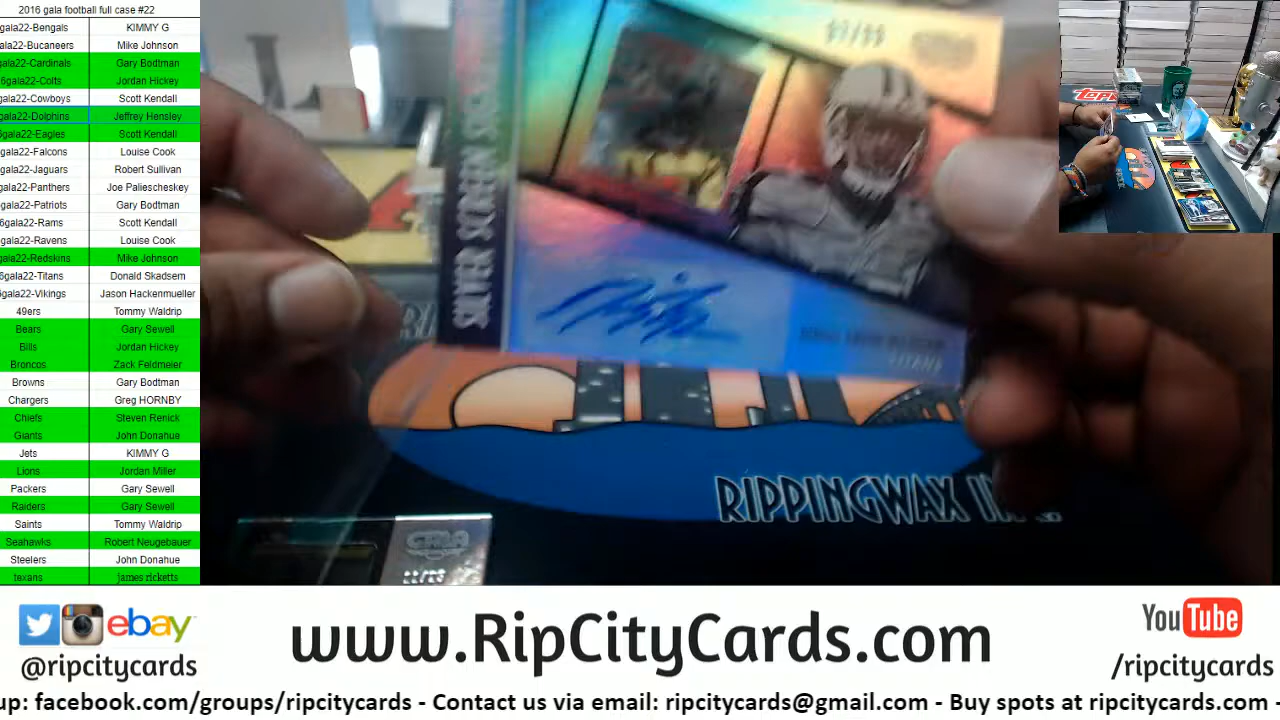 2016 gala football full case #22
gala22-Bengals KIMMY G
ala22-Bucaneers Mike Johnson
gala22-Cardinals Gary Bodtman
6gala22-Colts Jordan Hickey
gala22-Cowboys Scott Kendall
gala22-Dolphins Jeffrey Hensley
6gala22-Eagles Scott Kendall
gala22-Falcons Louise Cook
gala22-Jaguars Robert Sullivan
gala22-Panthers Joe Paliescheskey
gala22-Patriots Gary Bodtman
6gala22-Rams Scott Kendall
gala22-Ravens Louise Cook
gala22-Redskins Mike Johnson
6gala22-Titans Donald Skadsem
gala22-Vikings Jason Hackenmueller
49ers Tommy Waldrip
Bears Gary Sewell
Bills Jordan Hickey
Broncos Zack Feldmeier
Browns Gary Bodtman
Chargers Greg HORNBY
Chiefs Steven Renick
Giants John Donahue
Jets KIMMY G
Lions Jordan Miller
Packers Gary Sewell
Raiders Gary Sewell
Saints Tommy Waldrip
Seahawks Robert Neugebauer
Steelers John Donahue
texans james ricketts
SILVER
TITANS
RIPPINGWAX
GALA
topps
ebay
@ripcitycards
www.RipCityCards.com
YouTube
/ripcitycards
up: facebook.com/groups/ripcitycards - Contact us via email: ripcitycards@gmail.com - Buy spots at ripcitycards.com -